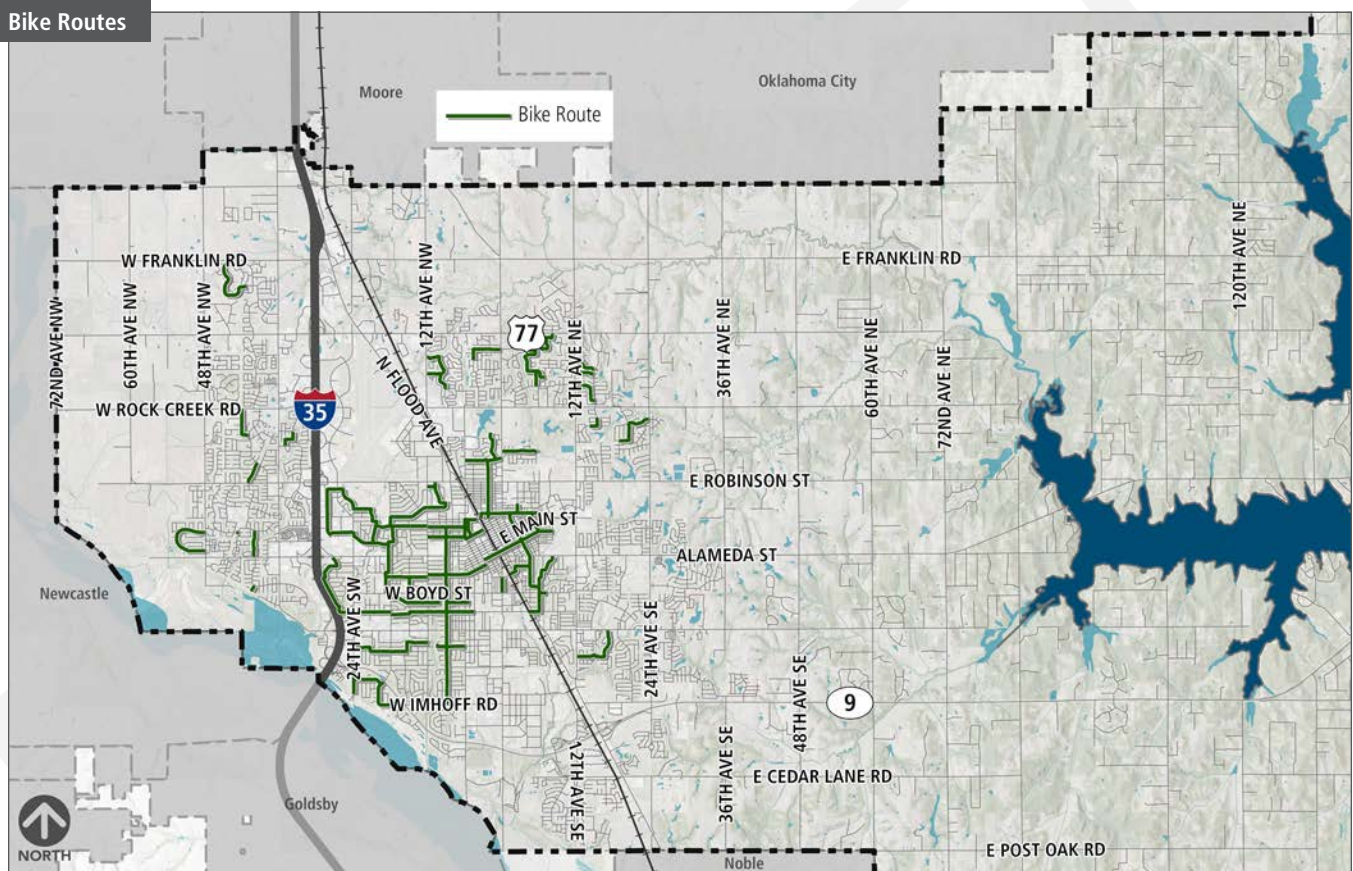 Bike Routes
Moore
Oklahoma City
Bike Route
W FRANKLIN RD
E FRANKLIN RD
120TH AVE NE
72ND AVE NW
60TH AVE NW
48TH AVE NW
12TH AVE NW
77
12TH AVE NE
36TH AVE NE
60TH AVE NE
72ND AVE NE
N FLOOD AVE
W ROCK CREEK RD
35
E ROBINSON ST
E MAIN ST
ALAMEDA ST
Newcastle
W BOYD ST
24TH AVE SW
24TH AVE SE
48TH AVE SE
W IMHOFF RD
9
12TH AVE SE
36TH AVE SE
E CEDAR LANE RD
Goldsby
NORTH
Noble
E POST OAK RD